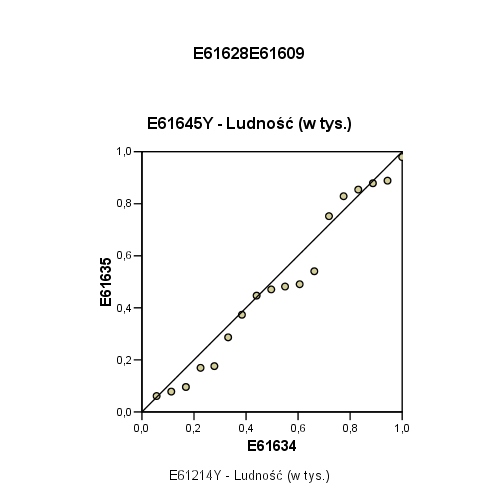 E61628E61609
E61645Y - Ludność (w tys.)
1,0
0,8
0,6
0,4
0,2
0,0
E61635
0,0 0,2 0,4 0,6 0,8 1,0
E61634
E61214Y - Ludność (w tys.)